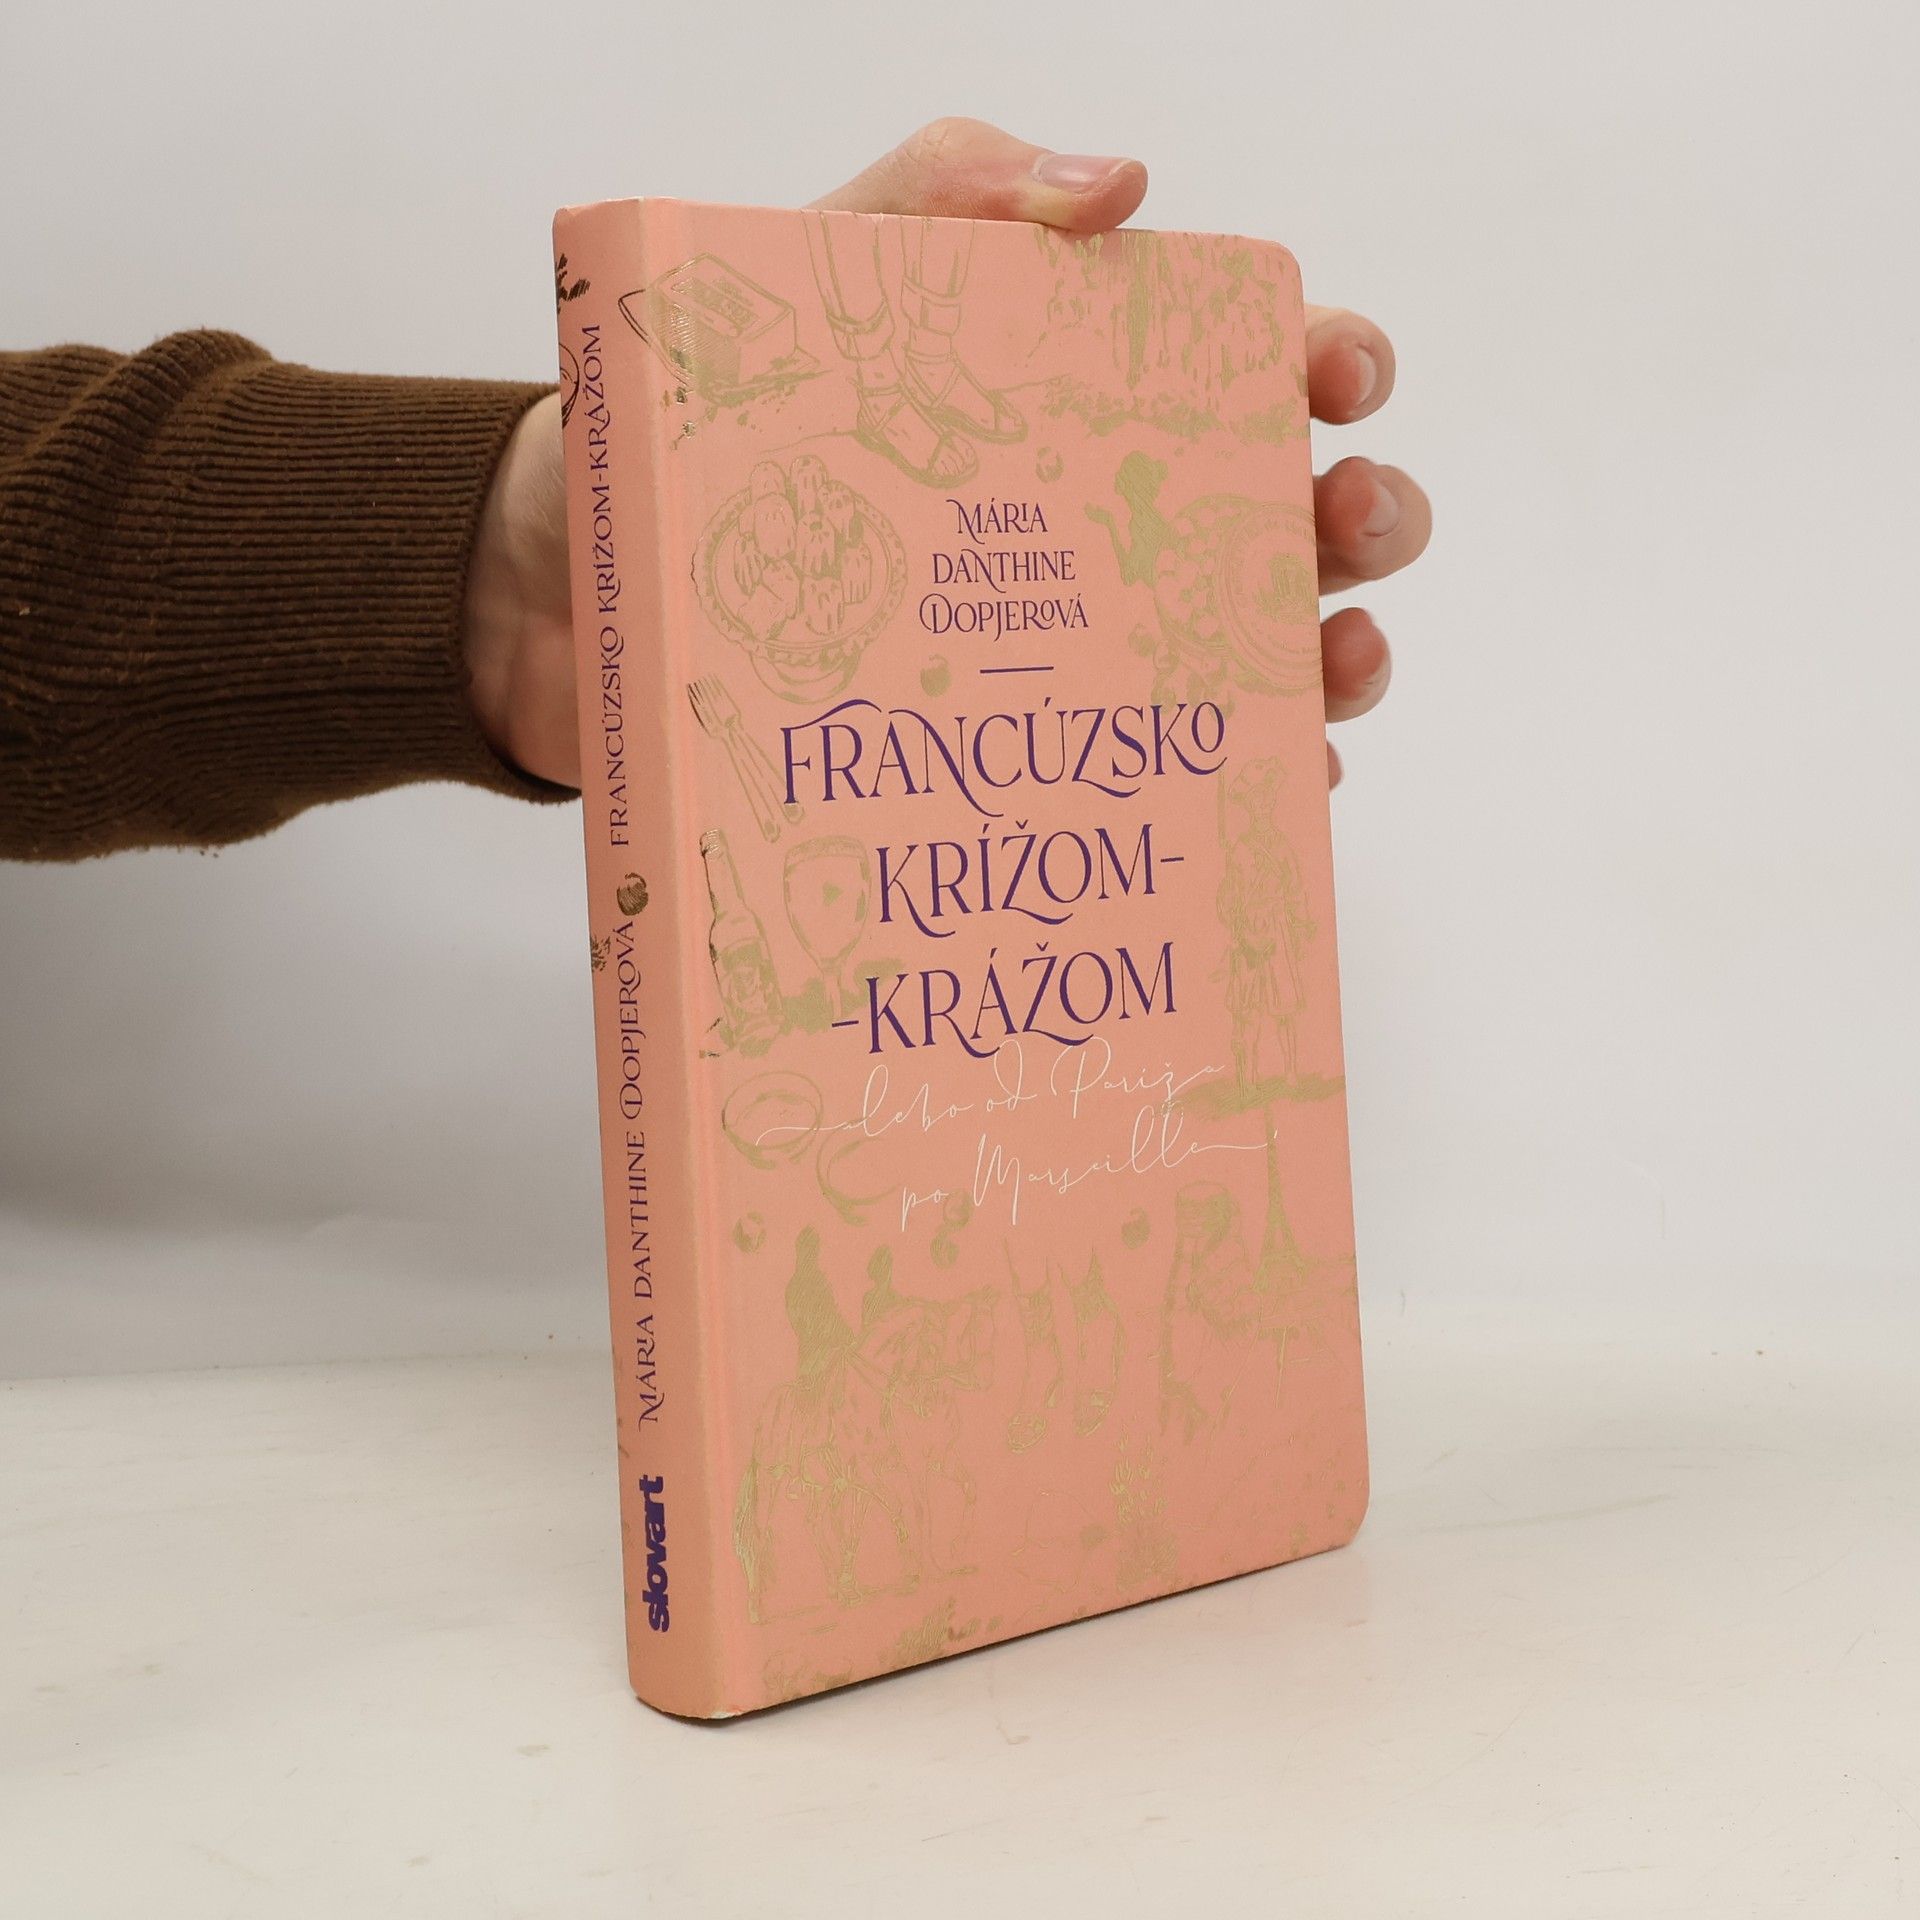 MÁRIA
DANTHINE
DOPJEROVÁ
FRANCÚZSKO
KRÍŽOM-
-KRÁŽOM
alebo od Paríža
po Marseille
MÁRIA DANTHINE DOPJEROVÁ FRANCÚZSKO KRÍŽOM-KRÁŽOM
slovart